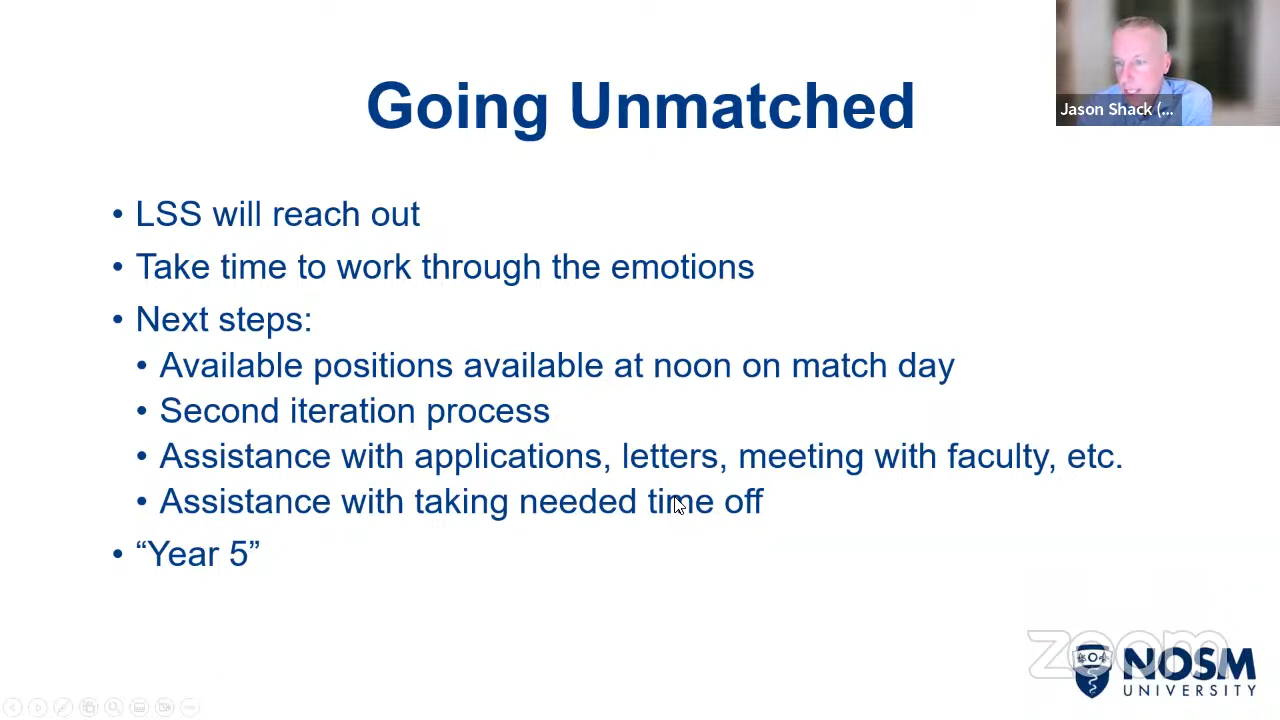 Going Unmatched
Jason Shack (...
• LSS will reach out
• Take time to work through the emotions
• Next steps:
• Available positions available at noon on match day
• Second iteration process
• Assistance with applications, letters, meeting with faculty, etc.
• Assistance with taking needed time off
• “Year 5”
zoom
NOSM
UNIVERSITY